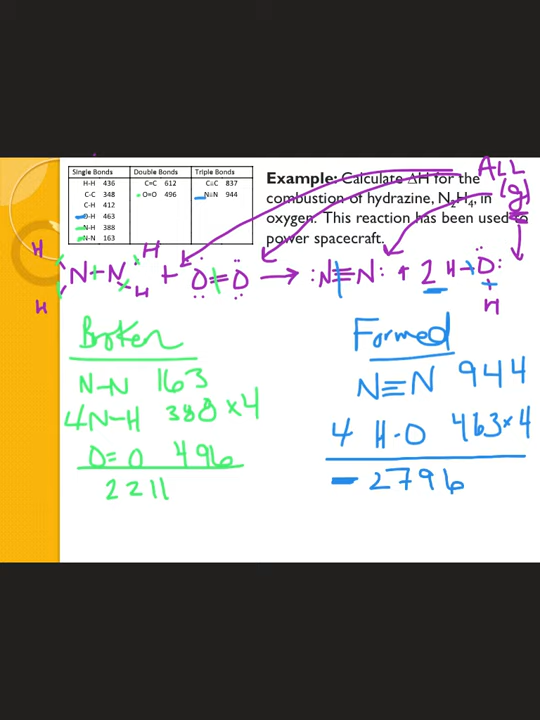 Single Bonds Double Bonds Triple Bonds
H-H 436 C=C 612 C≡C 837
C-C 348 O=O 496 N≡N 944
C-H 412
O-H 463
N-H 388
N-N 163
Example: Calculate ΔH for the
combustion of hydrazine, N₂H₄, in
oxygen. This reaction has been used to
power spacecraft.
ALL
(g)
H H
N-N + O=O → :N≡N: + 2 H-O:
H H H
Broken
N-N 163
4N-H 388 ×4
O=O 496
2211
Formed
N≡N 944
4 H-O 463×4
- 2796